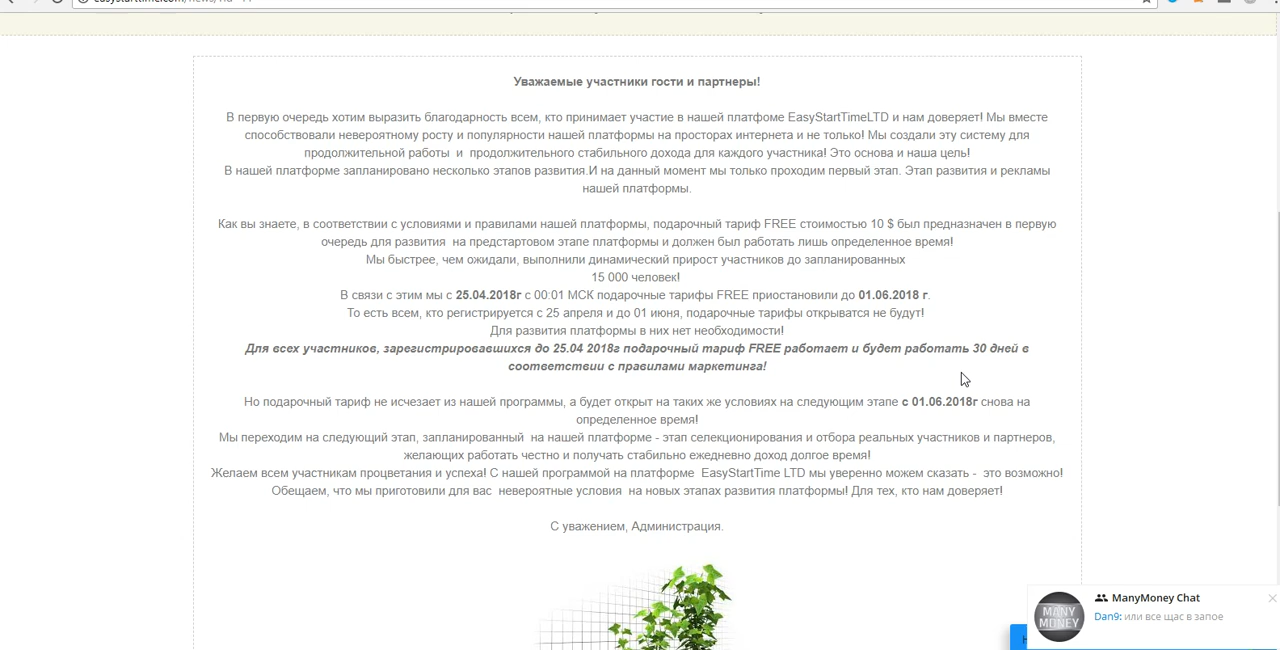 Уважаемые участники гости и партнеры!
В первую очередь хотим выразить благодарность всем, кто принимает участие в нашей платфоме EasyStartTimeLTD и нам доверяет! Мы вместе
способствовали невероятному росту и популярности нашей платформы на просторах интернета и не только! Мы создали эту систему для
продолжительной работы и продолжительного стабильного дохода для каждого участника! Это основа и наша цель!
В нашей платформе запланировано несколько этапов развития.И на данный момент мы только проходим первый этап. Этап развития и рекламы
нашей платформы.
Как вы знаете, в соответствии с условиями и правилами нашей платформы, подарочный тариф FREE стоимостью 10 $ был предназначен в первую
очередь для развития на предстартовом этапе платформы и должен был работать лишь определенное время!
Мы быстрее, чем ожидали, выполнили динамический прирост участников до запланированных
15 000 человек!
В связи с этим мы с 25.04.2018г с 00:01 МСК подарочные тарифы FREE приостановили до 01.06.2018 г.
То есть всем, кто регистрируется с 25 апреля и до 01 июня, подарочные тарифы открыватся не будут!
Для развития платформы в них нет необходимости!
Для всех участников, зарегистрировавшихся до 25.04 2018г подарочный тариф FREE работает и будет работать 30 дней в
соответствии с правилами маркетинга!
Но подарочный тариф не исчезает из нашей программы, а будет открыт на таких же условиях на следующим этапе с 01.06.2018г снова на
определенное время!
Мы переходим на следующий этап, запланированный на нашей платформе - этап селекционирования и отбора реальных участников и партнеров,
желающих работать честно и получать стабильно ежедневно доход долгое время!
Желаем всем участникам процветания и успеха! С нашей программой на платформе EasyStartTime LTD мы уверенно можем сказать - это возможно!
Обещаем, что мы приготовили для вас невероятные условия на новых этапах развития платформы! Для тех, кто нам доверяет!
С уважением, Администрация.
MANY
MONEY
ManyMoney Chat
Dan9: или все щас в запое